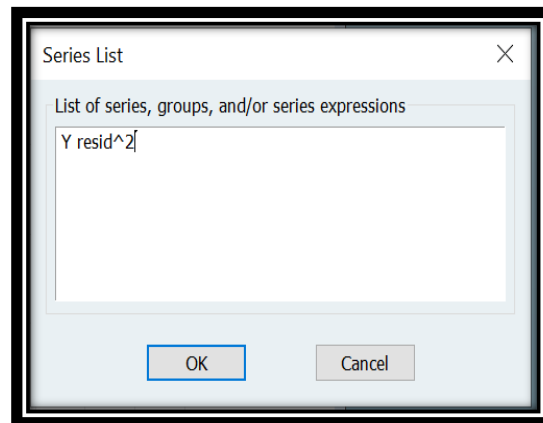 Series List
List of series, groups, and/or series expressions
Y resid^2
OK
Cancel